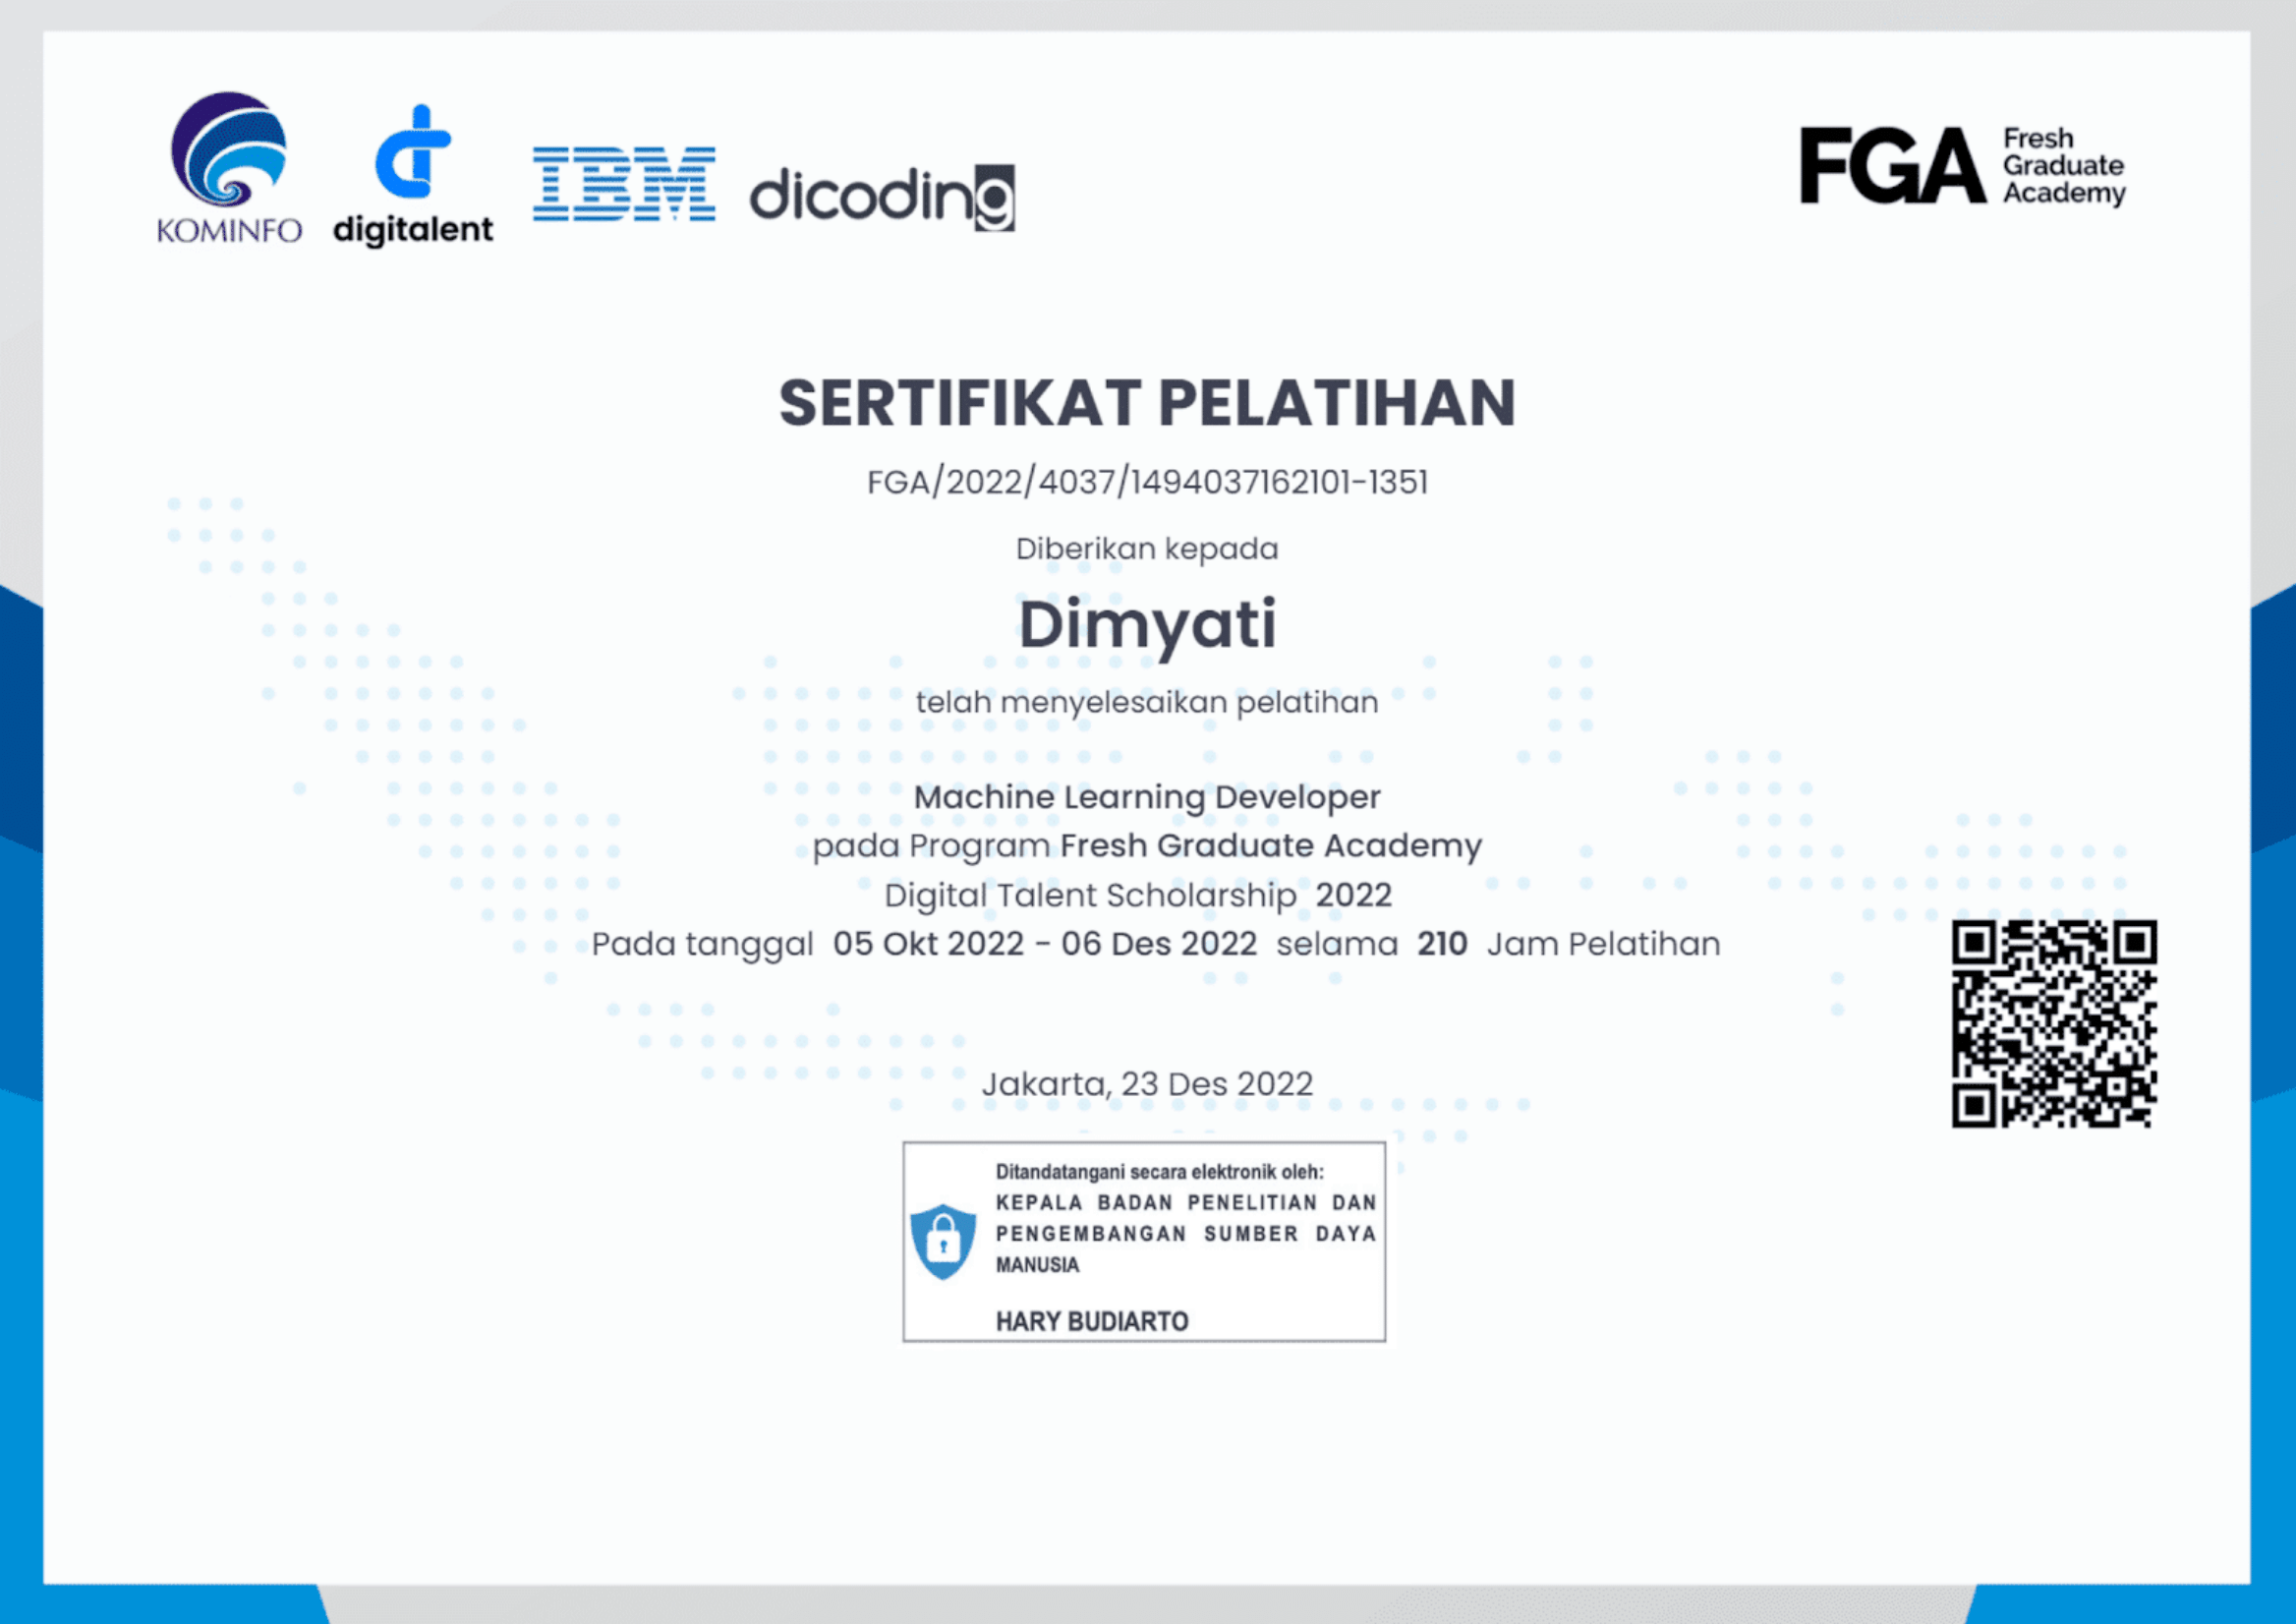 KOMINFO
digitalent
IBM
dicoding
FGA
Fresh
Graduate
Academy
SERTIFIKAT PELATIHAN
FGA/2022/4037/1494037162101-1351
Diberikan kepada
Dimyati
telah menyelesaikan pelatihan
Machine Learning Developer
pada Program Fresh Graduate Academy
Digital Talent Scholarship 2022
Pada tanggal 05 Okt 2022 - 06 Des 2022 selama 210 Jam Pelatihan
Jakarta, 23 Des 2022
Ditandatangani secara elektronik oleh:
KEPALA BADAN PENELITIAN DAN
PENGEMBANGAN SUMBER DAYA
MANUSIA
HARY BUDIARTO